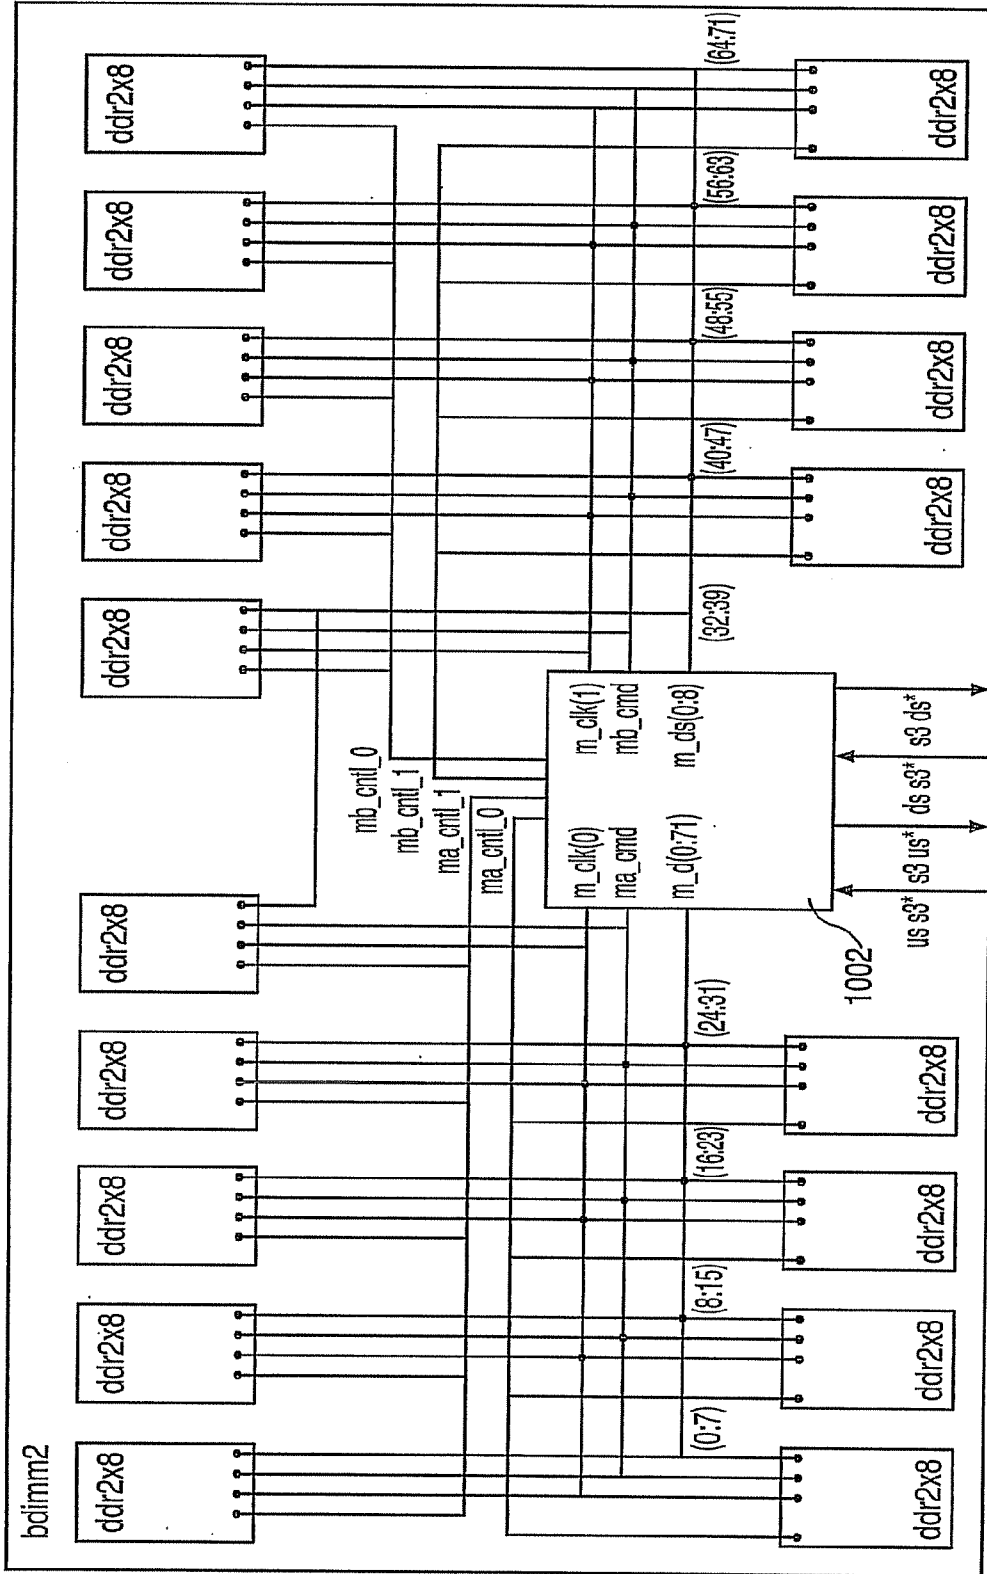 bdimm2
ddr2x8
ddr2x8
ddr2x8
ddr2x8
ddr2x8
ddr2x8
ddr2x8
ddr2x8
ddr2x8
ddr2x8
mb_cntl_0
mb_cntl_1
ma_cntl_1
ma_cntl_0
m_clk(0)
m_clk(1)
ma_cmd
mb_cmd
m_d(0:71)
m_ds(0:8)
(0:7)
(8:15)
(16:23)
(24:31)
(32:39)
(40:47)
(48:55)
(56:63)
(64:71)
1002
us s3*
s3 us*
ds s3*
s3 ds*
ddr2x8
ddr2x8
ddr2x8
ddr2x8
ddr2x8
ddr2x8
ddr2x8
ddr2x8